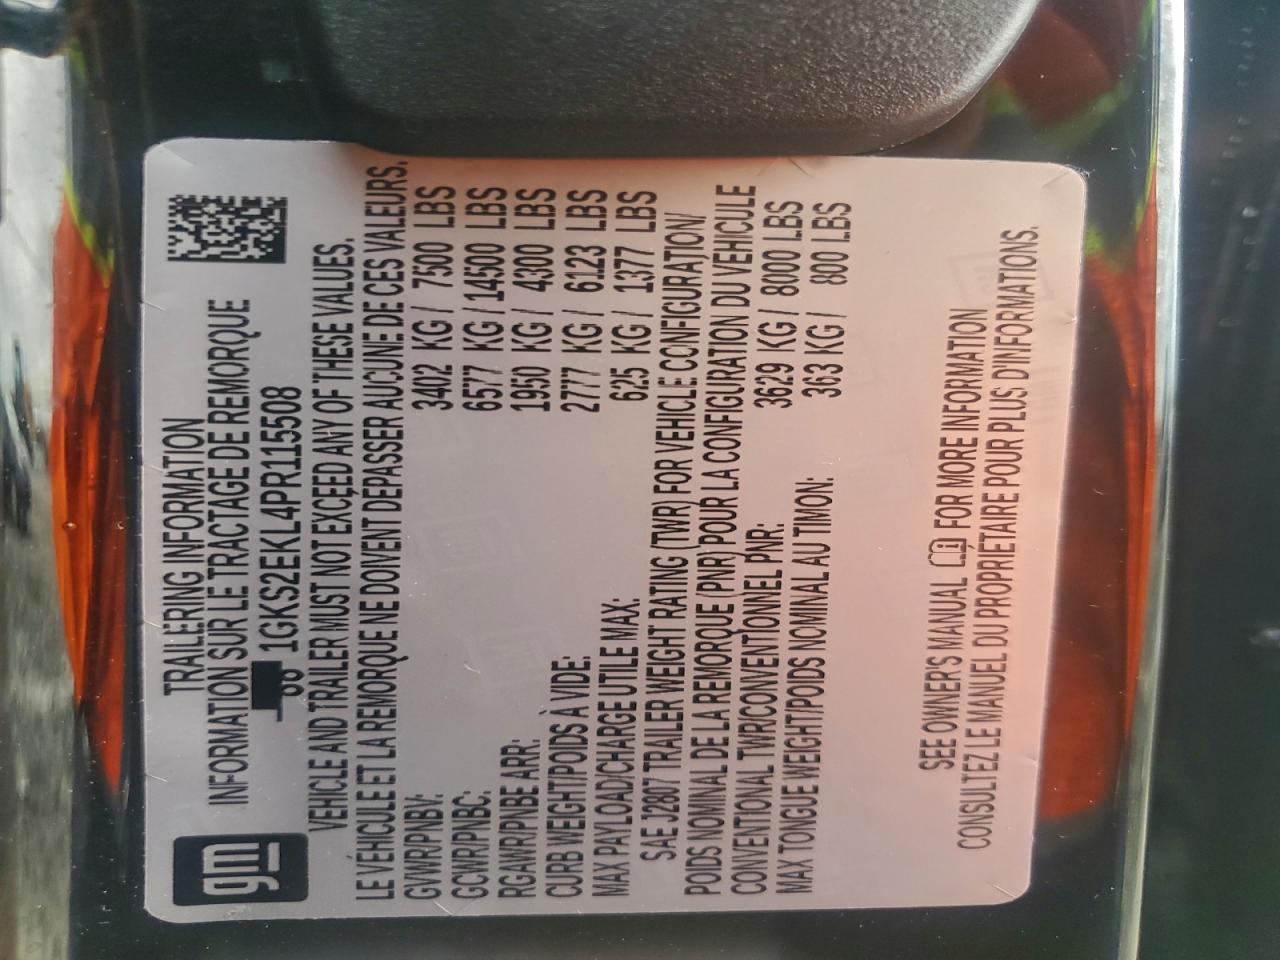 gm
TRAILERING INFORMATION
INFORMATION SUR LE TRACTAGE DE REMORQUE
1GKS2EKL4PR115508
VEHICLE AND TRAILER MUST NOT EXCEED ANY OF THESE VALUES.
LE VÉHICULE ET LA REMORQUE NE DOIVENT DEPASSER AUCUNE DE CES VALEURS.
GVWR/PNBV: 3402 KG / 7500 LBS
GCWR/PNBC: 6577 KG / 14500 LBS
RGAWR/PNBE ARR: 1950 KG / 4300 LBS
CURB WEIGHT/POIDS À VIDE: 2777 KG / 6123 LBS
MAX PAYLOAD/CHARGE UTILE MAX: 625 KG / 1377 LBS
SAE J2807 TRAILER WEIGHT RATING (TWR) FOR VEHICLE CONFIGURATION/
POIDS NOMINAL DE LA REMORQUE (PNR) POUR LA CONFIGURATION DU VEHICULE
CONVENTIONAL TWR/CONVENTIONNEL PNR: 3629 KG / 8000 LBS
MAX TONGUE WEIGHT/POIDS NOMINAL AU TIMON: 363 KG / 800 LBS
SEE OWNER'S MANUAL FOR MORE INFORMATION
CONSULTEZ LE MANUEL DU PROPRIÉTAIRE POUR PLUS D'INFORMATIONS.